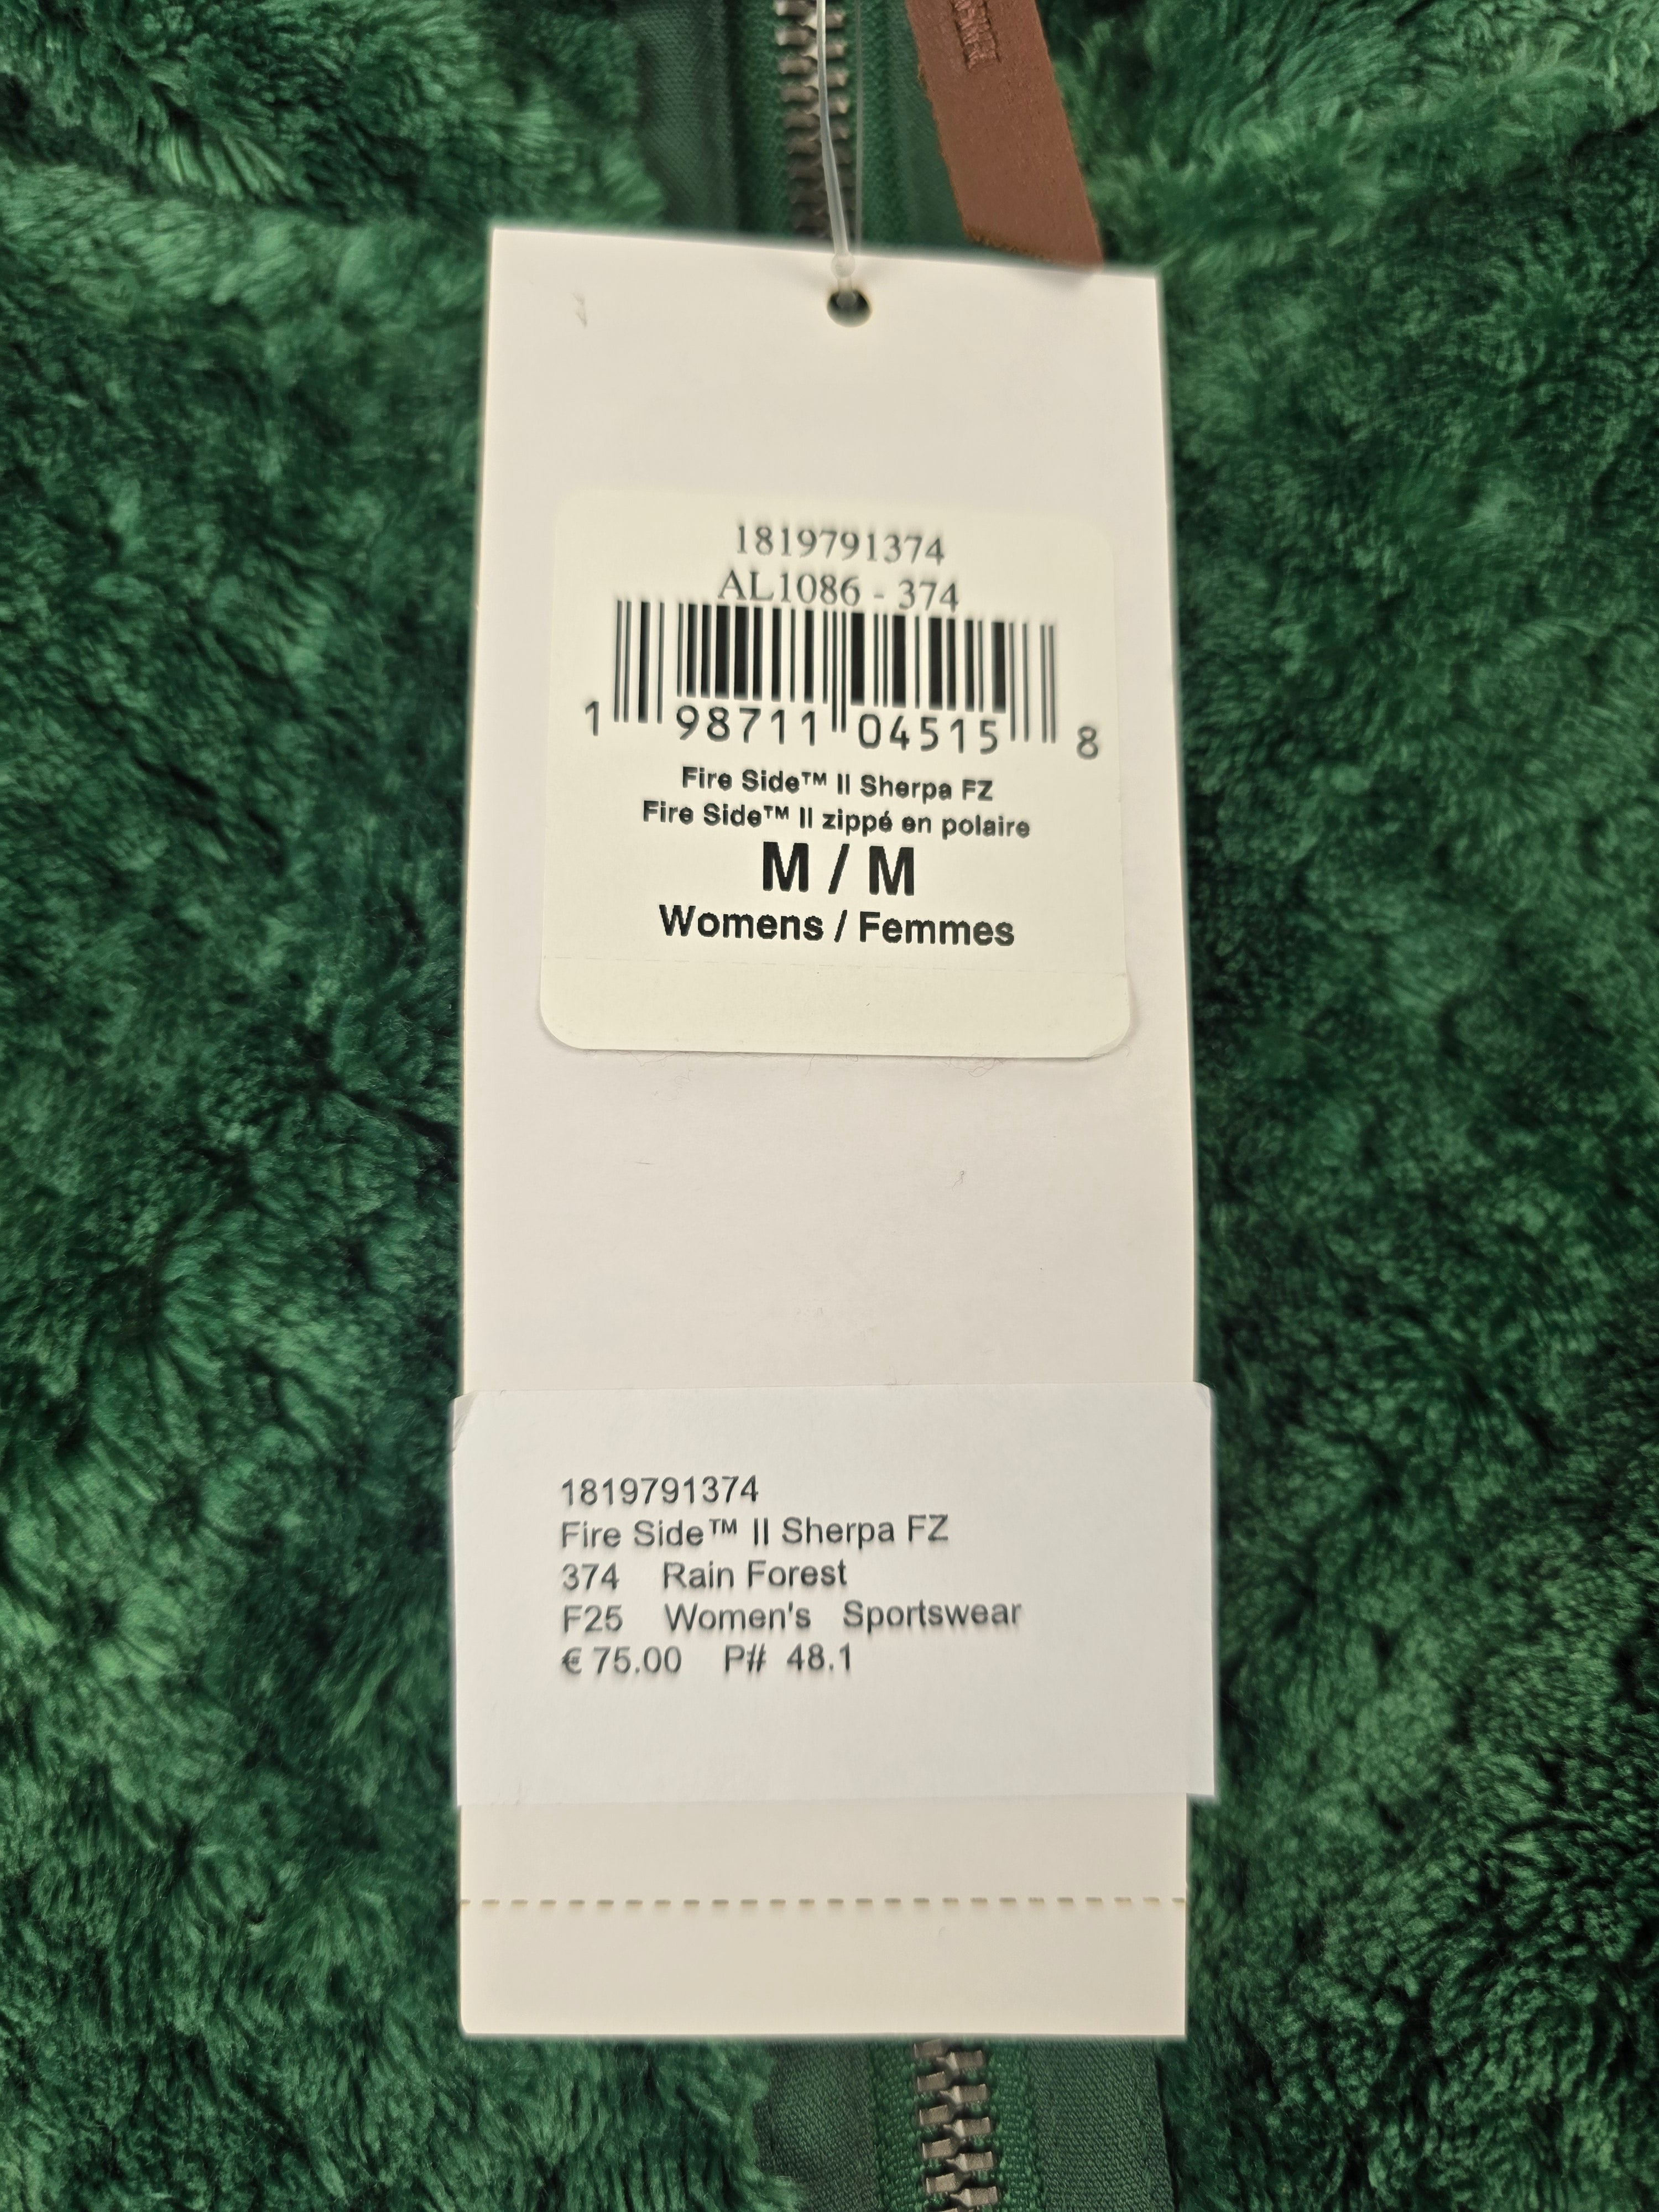 1819791374
AL1086 - 374
1 98711 04515 8
Fire Side™ II Sherpa FZ
Fire Side™ II zippé en polaire
M / M
Womens / Femmes
1819791374
Fire Side™ II Sherpa FZ
374 Rain Forest
F25 Women's Sportswear
€ 75.00 P# 48.1